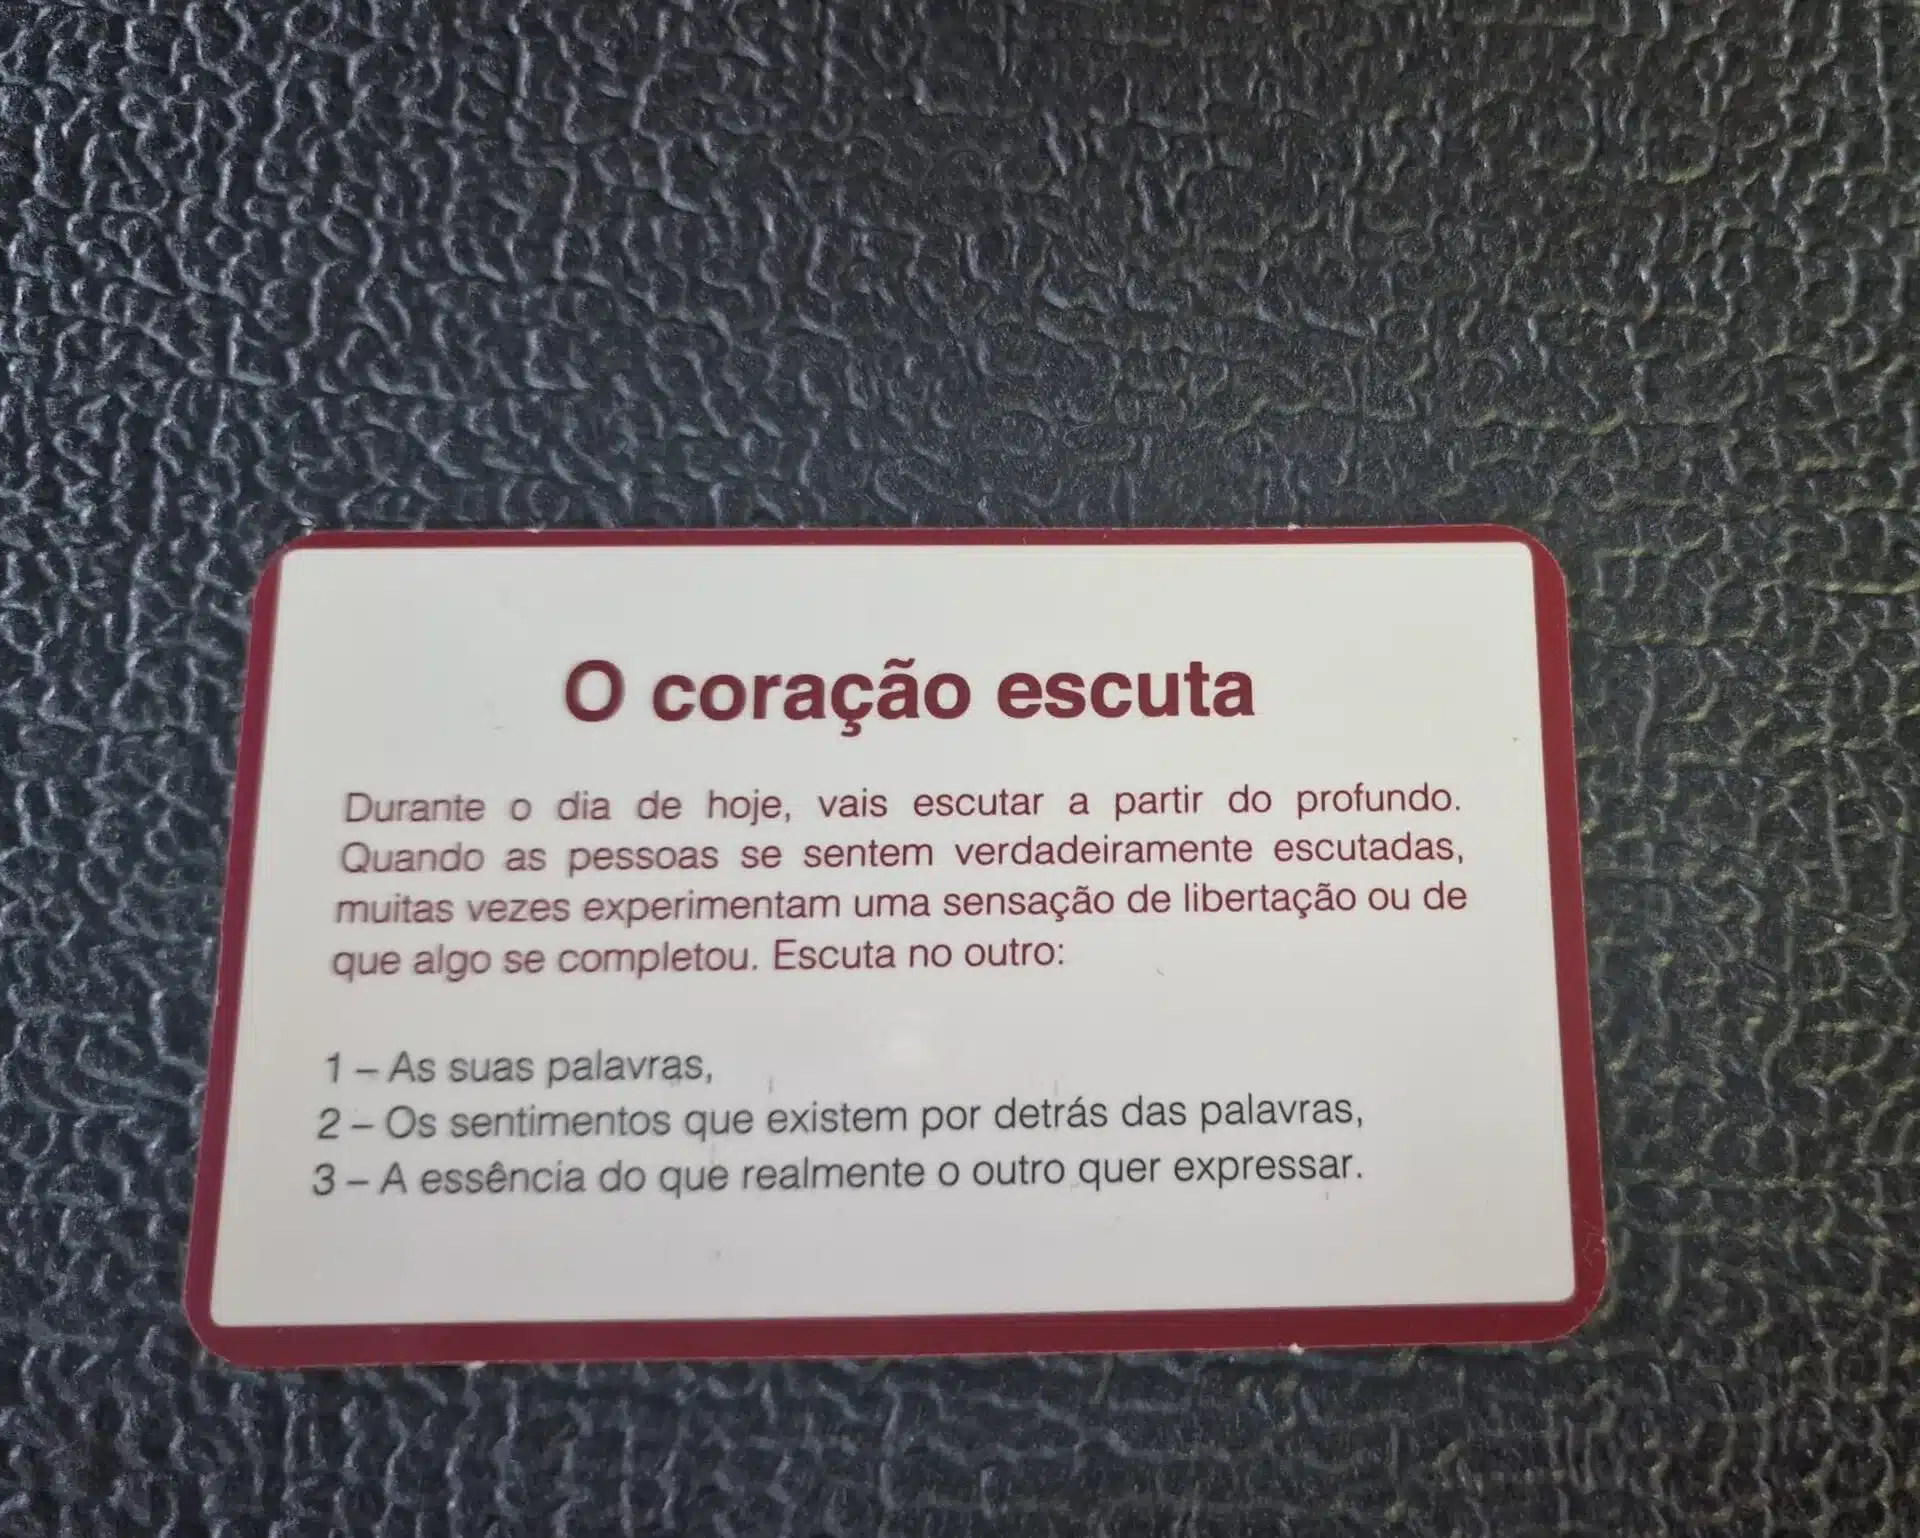 O coração escuta
Durante o dia de hoje, vais escutar a partir do profundo.
Quando as pessoas se sentem verdadeiramente escutadas,
muitas vezes experimentam uma sensação de libertação ou de
que algo se completou. Escuta no outro:
1 – As suas palavras,
2 – Os sentimentos que existem por detrás das palavras,
3 – A essência do que realmente o outro quer expressar.